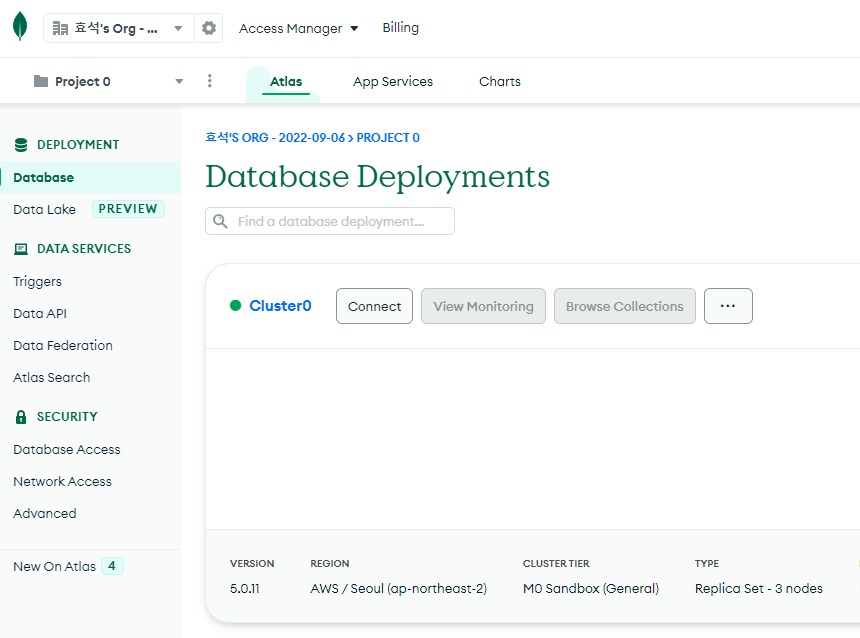 효석's Org - ...
Access Manager
Billing
Project 0
Atlas
App Services
Charts
DEPLOYMENT
Database
Data Lake PREVIEW
DATA SERVICES
Triggers
Data API
Data Federation
Atlas Search
SECURITY
Database Access
Network Access
Advanced
New On Atlas 4
효석'S ORG - 2022-09-06 > PROJECT 0
Database Deployments
Find a database deployment...
Cluster0
Connect
View Monitoring
Browse Collections
...
VERSION REGION CLUSTER TIER TYPE
5.0.11 AWS / Seoul (ap-northeast-2) M0 Sandbox (General) Replica Set - 3 nodes